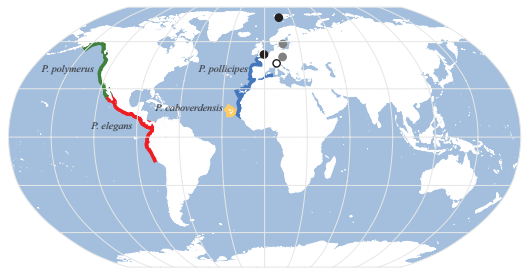 P. polymerus
P. pollicipes
P. caboverdensis
P. elegans